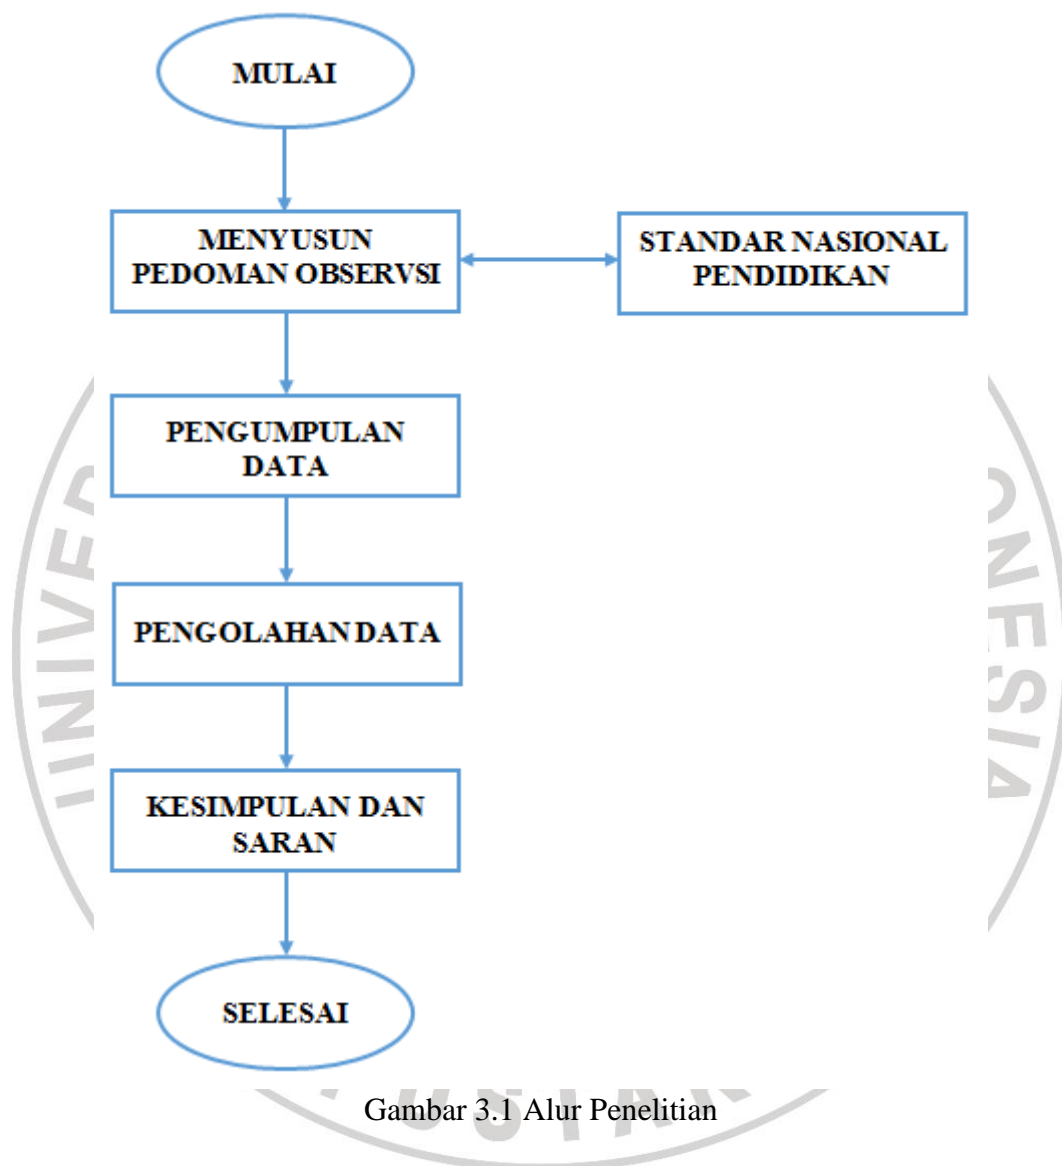 MULAI
MENYUSUN
PEDOMAN OBSERVSI
STANDAR NASIONAL
PENDIDIKAN
PENGUMPULAN
DATA
PENGOLAHAN DATA
KESIMPULAN DAN
SARAN
SELESAI
Gambar 3.1 Alur Penelitian